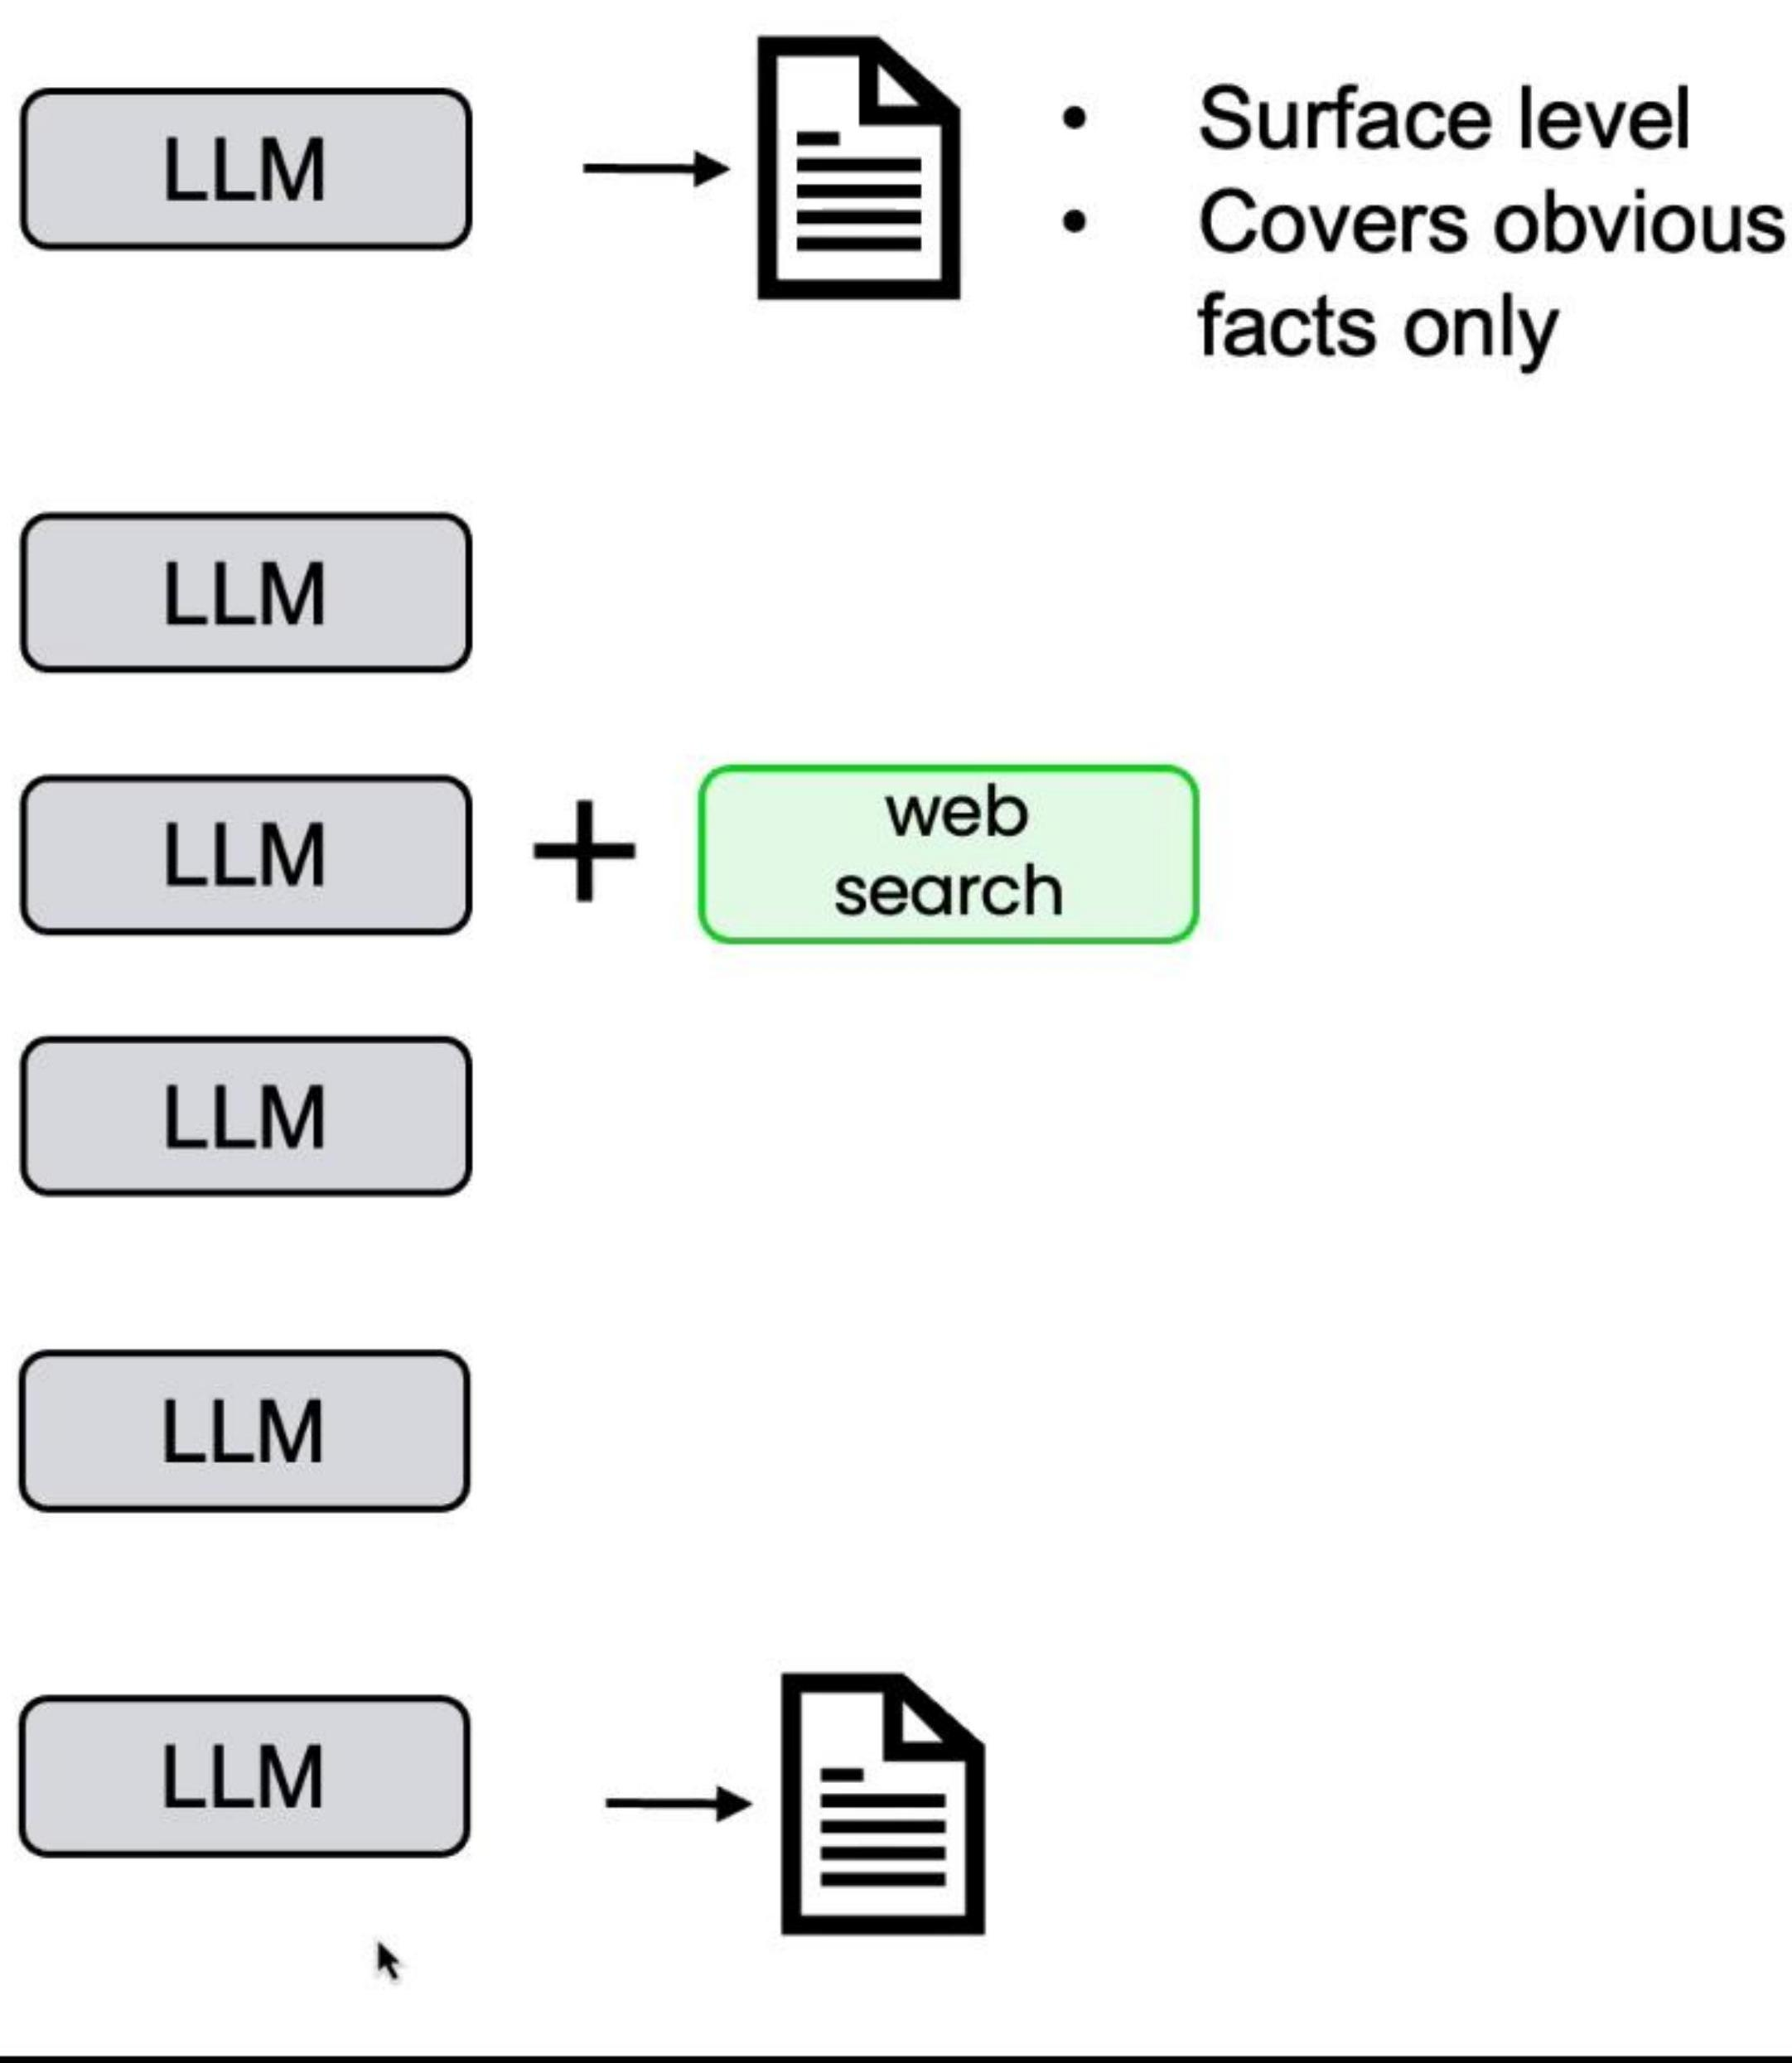 LLM
• Surface level
• Covers obvious
facts only
LLM
LLM
+
web
search
LLM
LLM
LLM